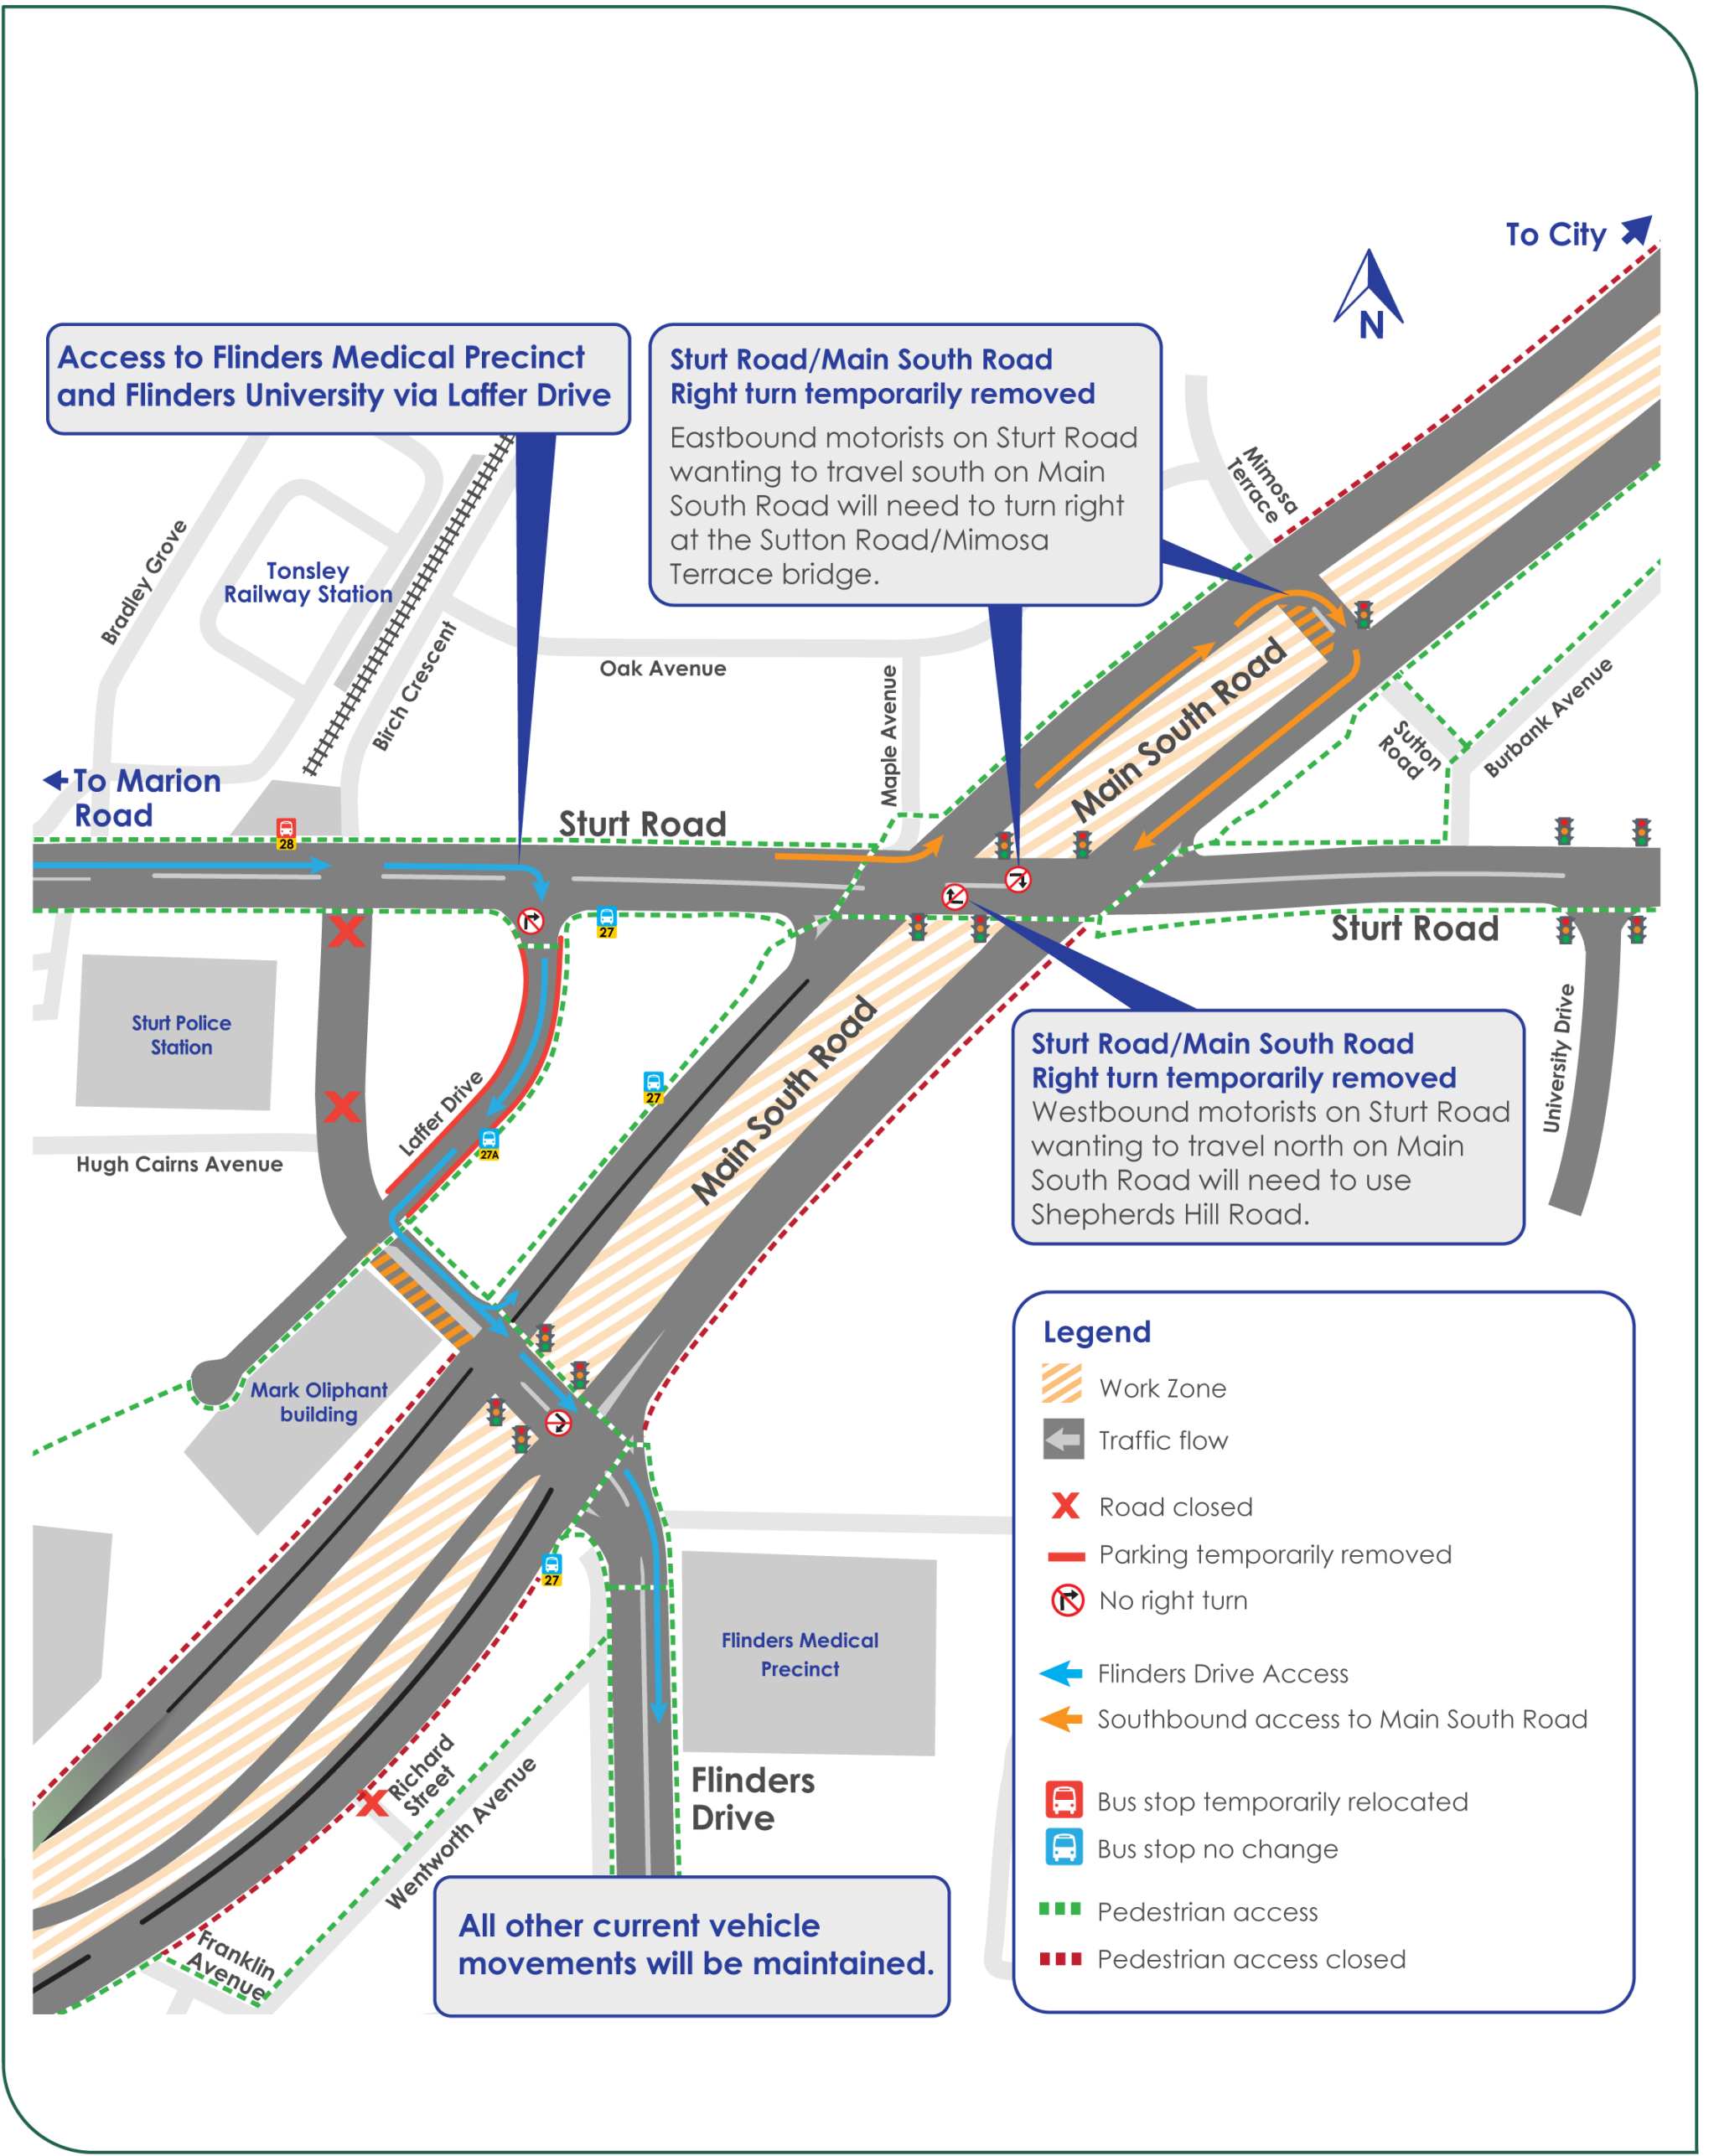 To City
N
Access to Flinders Medical Precinct
and Flinders University via Laffer Drive
Sturt Road/Main South Road
Right turn temporarily removed
Eastbound motorists on Sturt Road
wanting to travel south on Main
South Road will need to turn right
at the Sutton Road/Mimosa
Terrace bridge.
Mimosa
Terrace
Bradley Grove
Tonsley
Railway Station
Birch Crescent
Oak Avenue
Maple Avenue
Main South Road
Sutton
Road
Burbank Avenue
To Marion
Road
28
Sturt Road
27
Sturt Road
Sturt Police
Station
Laffer Drive
27
27A
Hugh Cairns Avenue
Main South Road
University Drive
Sturt Road/Main South Road
Right turn temporarily removed
Westbound motorists on Sturt Road
wanting to travel north on Main
South Road will need to use
Shepherds Hill Road.
Mark Oliphant
building
27
Flinders Medical
Precinct
Richard
Street
Wentworth Avenue
Flinders
Drive
Franklin
Avenue
All other current vehicle
movements will be maintained.
Legend
Work Zone
Traffic flow
Road closed
Parking temporarily removed
No right turn
Flinders Drive Access
Southbound access to Main South Road
Bus stop temporarily relocated
Bus stop no change
Pedestrian access
Pedestrian access closed